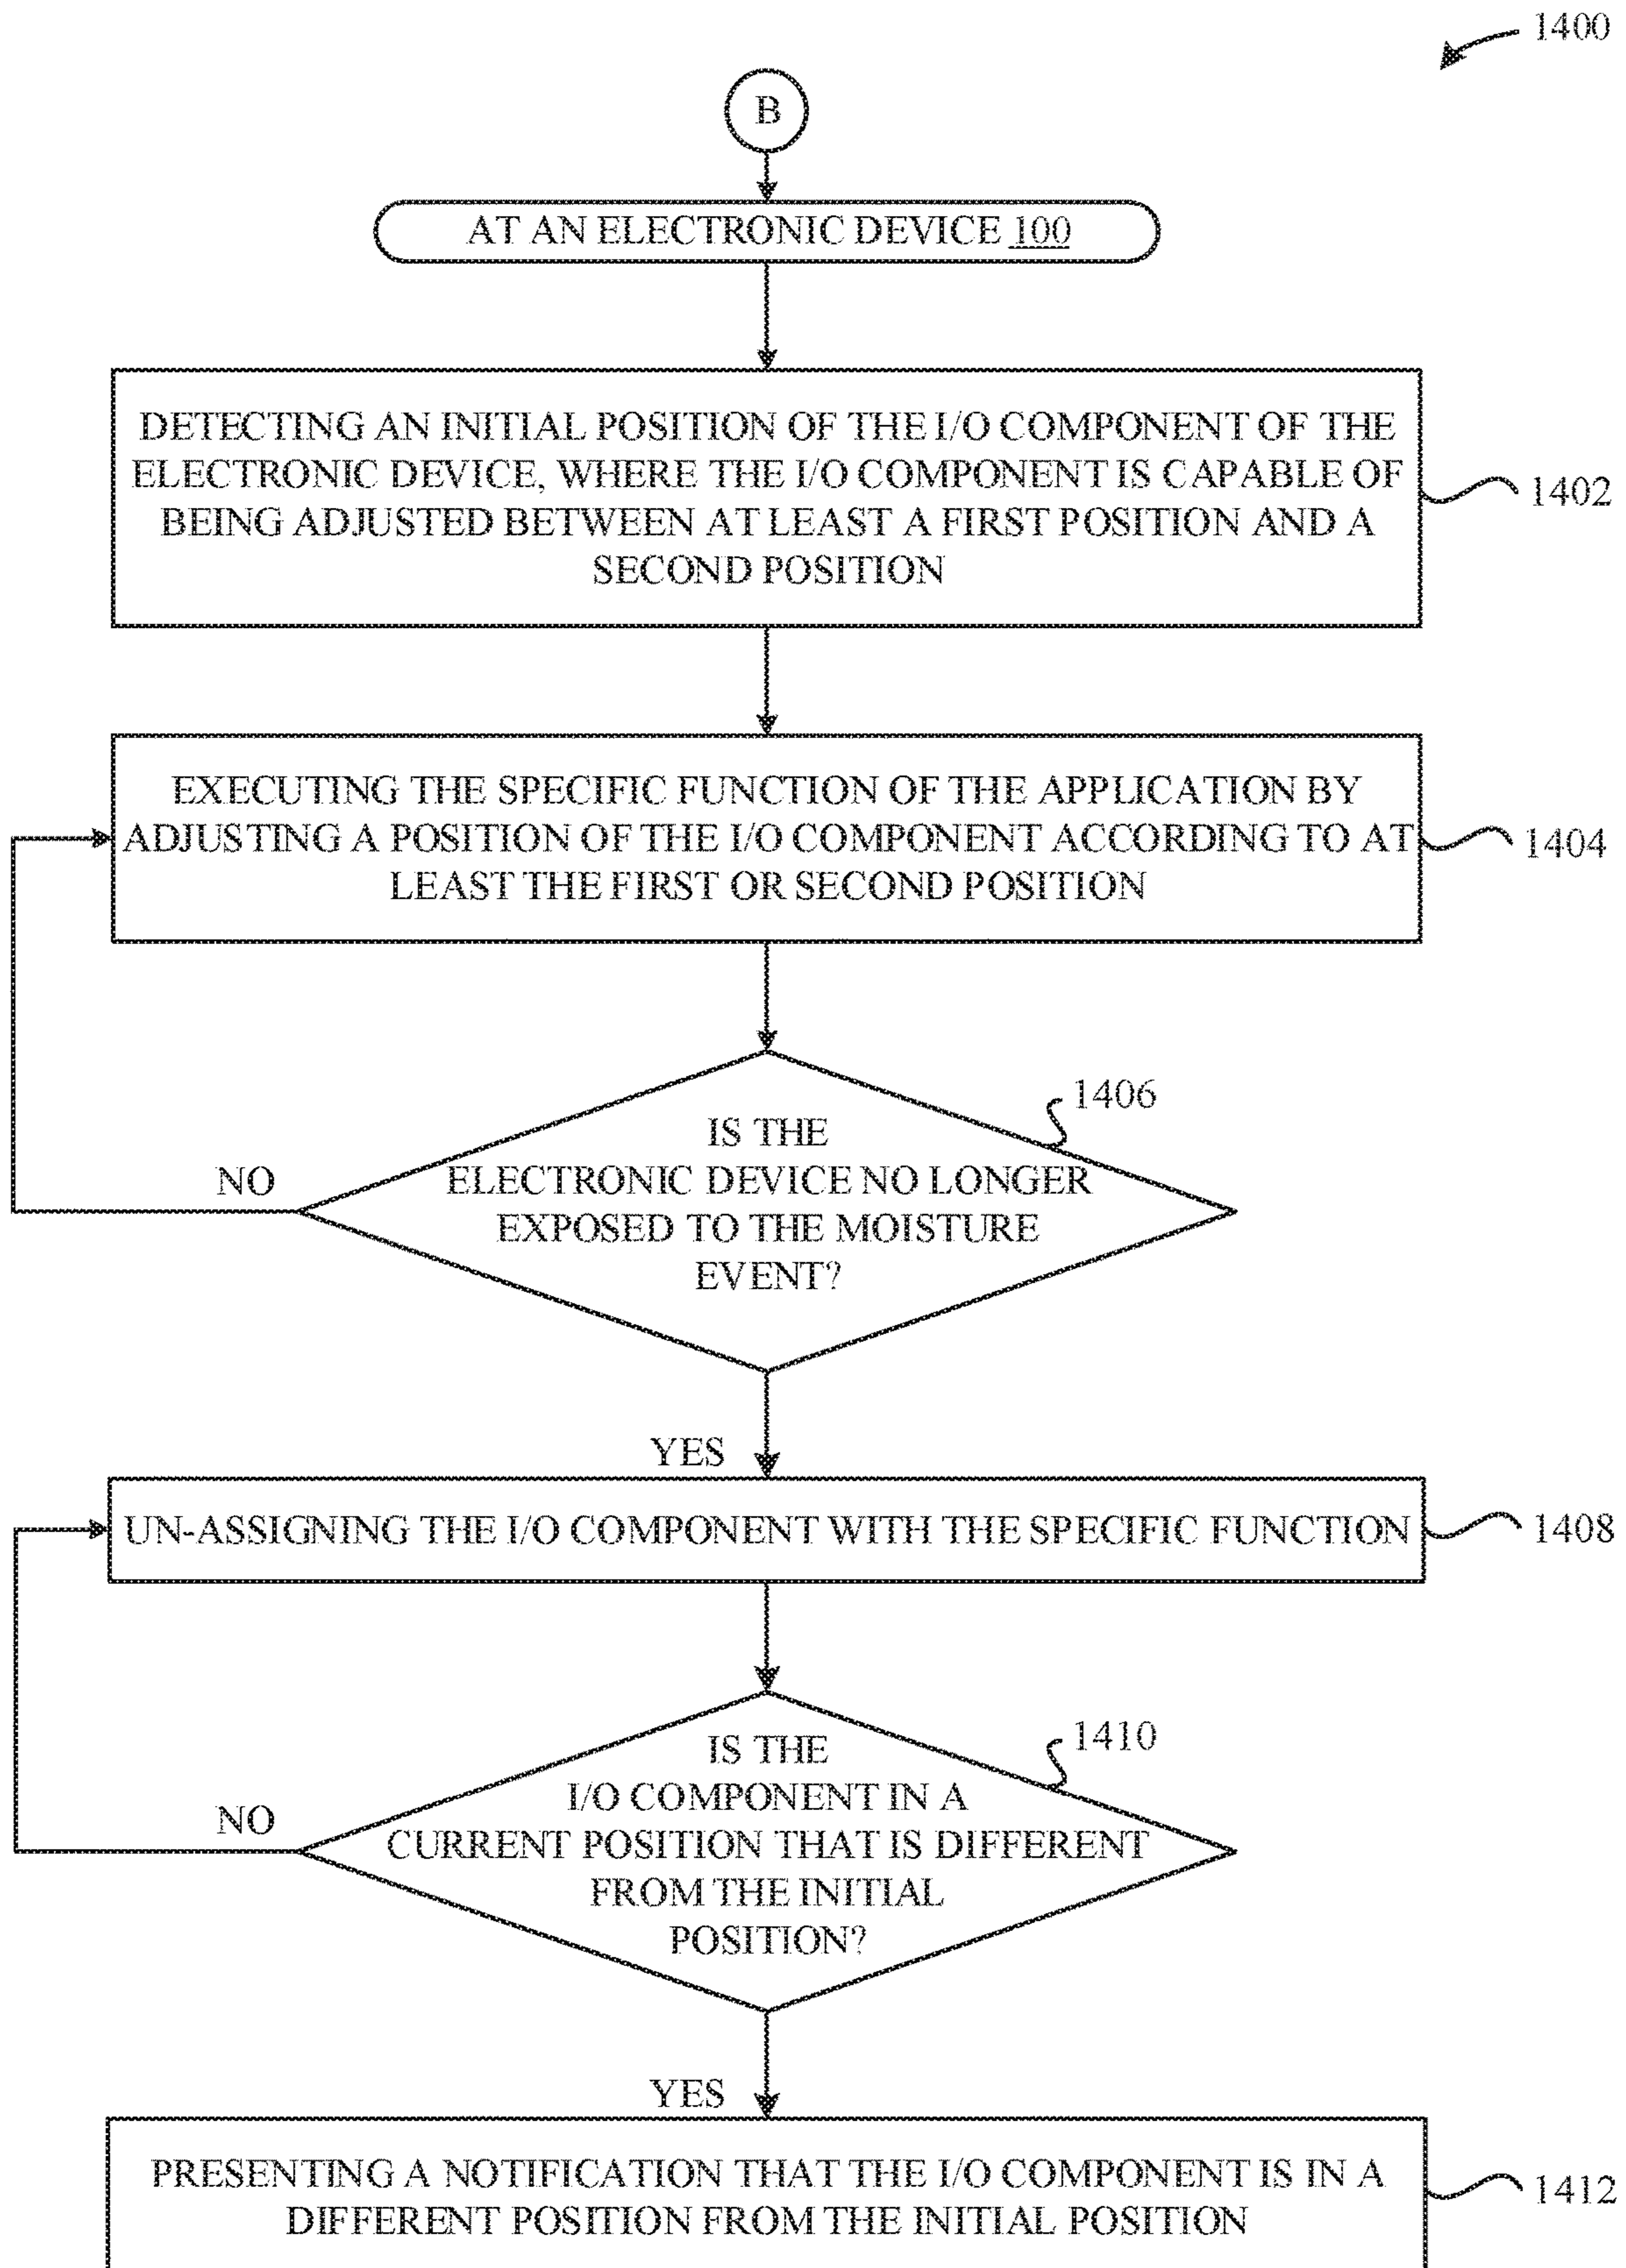 1400
B
AT AN ELECTRONIC DEVICE 100
DETECTING AN INITIAL POSITION OF THE I/O COMPONENT OF THE
ELECTRONIC DEVICE, WHERE THE I/O COMPONENT IS CAPABLE OF
BEING ADJUSTED BETWEEN AT LEAST A FIRST POSITION AND A
SECOND POSITION
1402
EXECUTING THE SPECIFIC FUNCTION OF THE APPLICATION BY
ADJUSTING A POSITION OF THE I/O COMPONENT ACCORDING TO AT
LEAST THE FIRST OR SECOND POSITION
1404
1406
IS THE
ELECTRONIC DEVICE NO LONGER
EXPOSED TO THE MOISTURE
EVENT?
NO
YES
UN-ASSIGNING THE I/O COMPONENT WITH THE SPECIFIC FUNCTION
1408
1410
IS THE
I/O COMPONENT IN A
CURRENT POSITION THAT IS DIFFERENT
FROM THE INITIAL
POSITION?
NO
YES
PRESENTING A NOTIFICATION THAT THE I/O COMPONENT IS IN A
DIFFERENT POSITION FROM THE INITIAL POSITION
1412